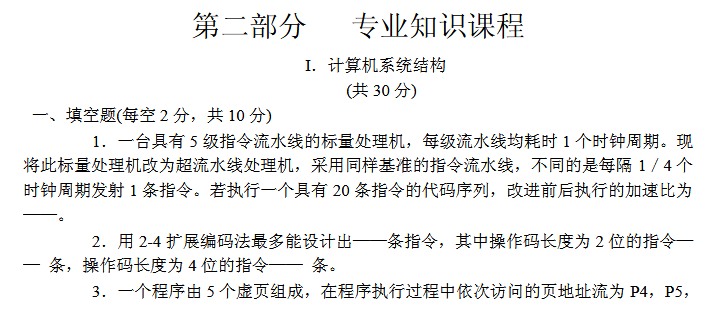 第二部分 专业知识课程
I．计算机系统结构
(共 30 分)
一、填空题(每空 2 分，共 10 分)
1．一台具有 5 级指令流水线的标量处理机，每级流水线均耗时 1 个时钟周期。现
将此标量处理机改为超流水线处理机，采用同样基准的指令流水线，不同的是每隔 1／4 个
时钟周期发射 1 条指令。若执行一个具有 20 条指令的代码序列，改进前后执行的加速比为
——。
2．用 2-4 扩展编码法最多能设计出——条指令，其中操作码长度为 2 位的指令—
— 条，操作码长度为 4 位的指令—— 条。
3．一个程序由 5 个虚页组成，在程序执行过程中依次访问的页地址流为 P4，P5，